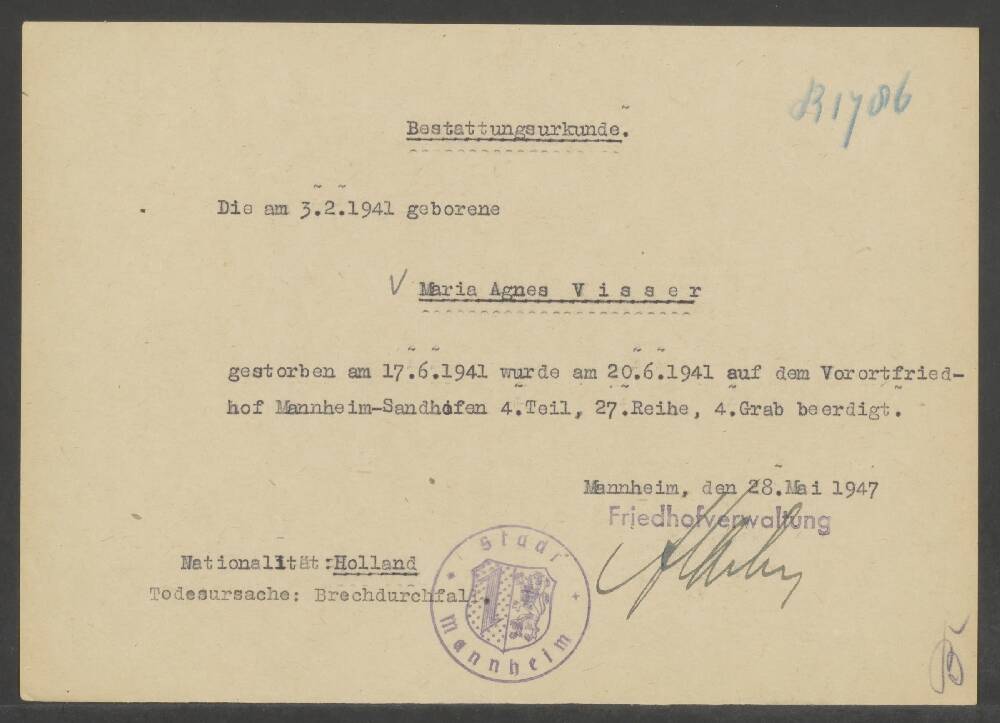 B1786
Bestattungsurkunde.
Die am 3.2.1941 geborene
V Maria Agnes Visser
gestorben am 17.6.1941 wurde am 20.6.1941 auf dem Vorortfried-
hof Mannheim-Sandhofen 4.Teil, 27.Reihe, 4.Grab beerdigt.
Mannheim, den 28.Mai 1947
Friedhofverwaltung
Nationalität:Holland
Todesursache: Brechdurchfall.
Stadt
Mannheim